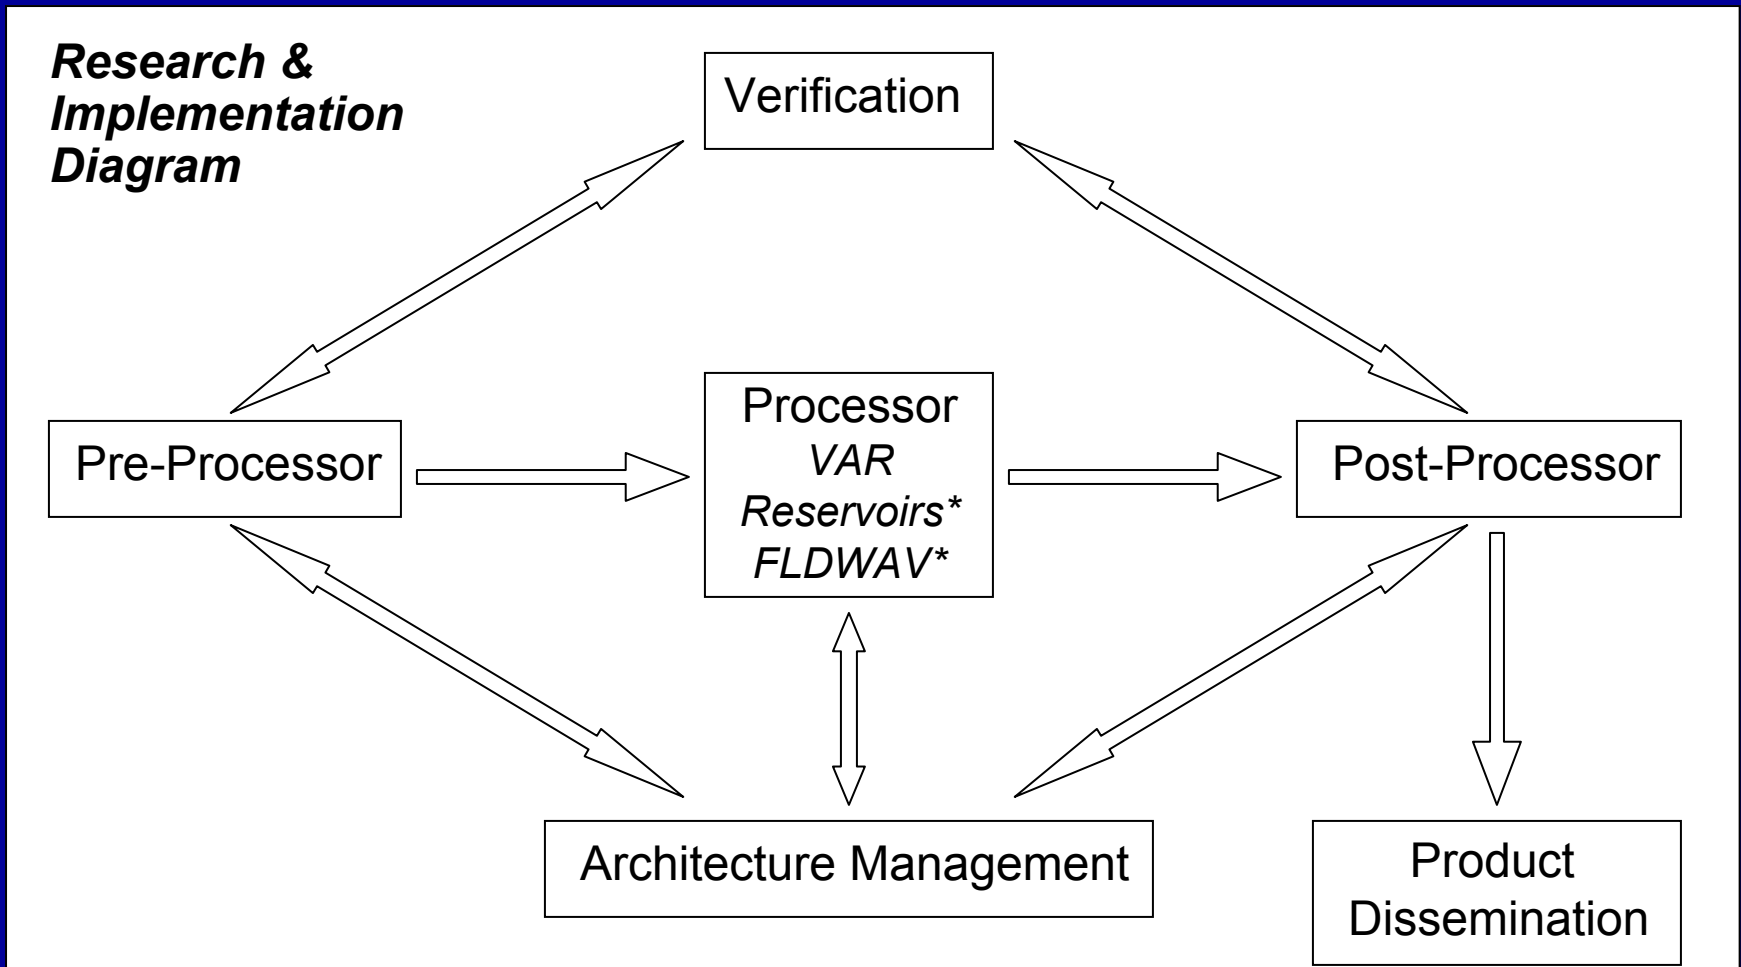 Research &
Implementation
Diagram
Verification
Pre-Processor
Processor
VAR
Reservoirs*
FLDWAV*
Post-Processor
Architecture Management
Product
Dissemination